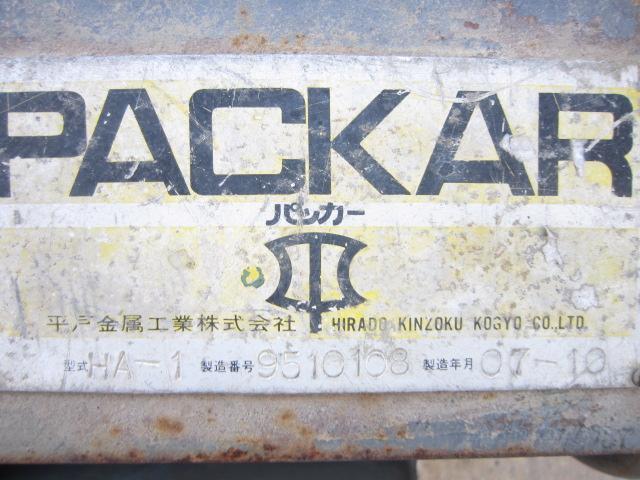 PACKAR
パッカー
平戸金属工業株式会社 HIRADO KINZOKU KOGYO CO.,LTD.
型式 HA-1 製造番号 9510108 製造年月 07-10